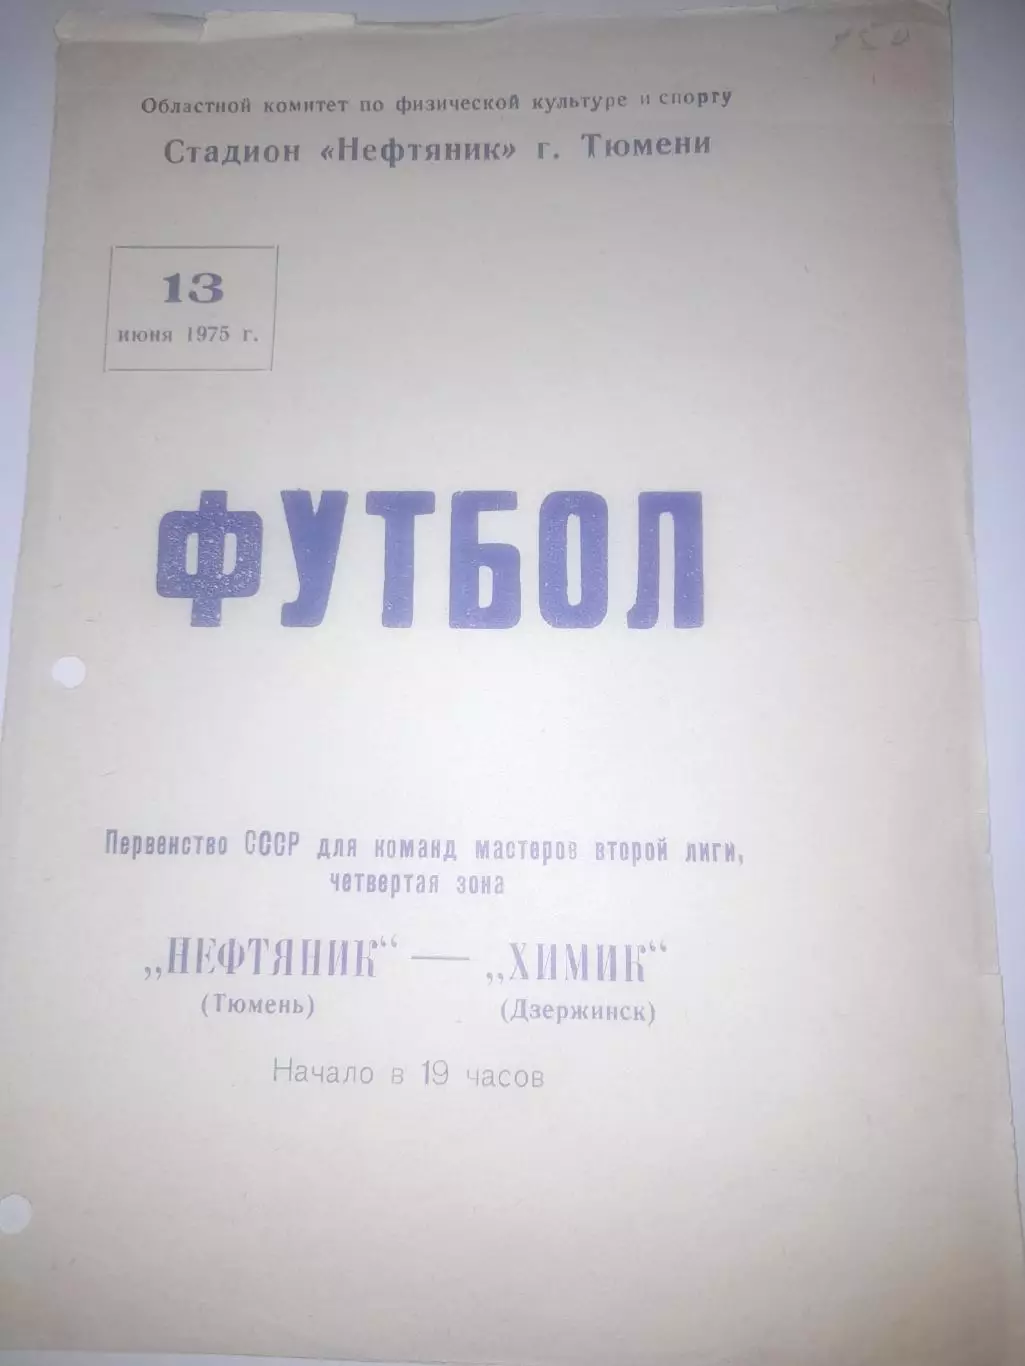 Областной комитет по физической культуре и спорту
Стадион «Нефтяник» г. Тюмени
13
июня 1975 г.
ФУТБОЛ
Первенство СССР для команд мастеров второй лиги,
четвертая зона
„НЕФТЯНИК“ — „ХИМИК“
(Тюмень) (Дзержинск)
Начало в 19 часов